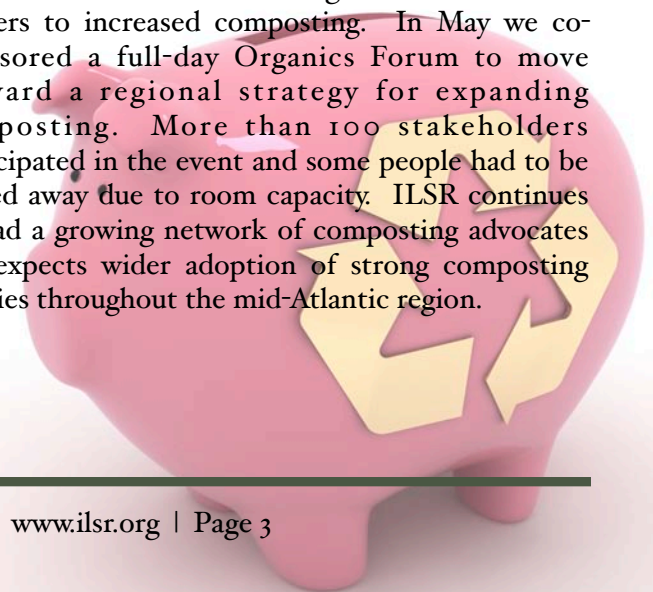 ers to increased composting. In May we co-
sored a full-day Organics Forum to move
ward a regional strategy for expanding
posting. More than 100 stakeholders
cipated in the event and some people had to be
ed away due to room capacity. ILSR continues
ad a growing network of composting advocates
expects wider adoption of strong composting
ies throughout the mid-Atlantic region.
www.ilsr.org | Page 3